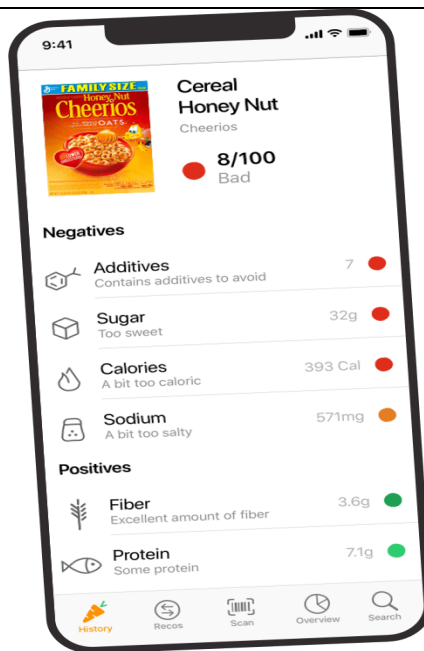 9:41
FAMILY SIZE
Honey Nut
Cheerios
OATS
Cereal
Honey Nut
Cheerios
8/100
Bad
Negatives
Additives
Contains additives to avoid
7
Sugar
Too sweet
32g
Calories
A bit too caloric
393 Cal
Sodium
A bit too salty
571mg
Positives
Fiber
Excellent amount of fiber
3.6g
Protein
Some protein
7.1g
History
Recos
Scan
Overview
Search